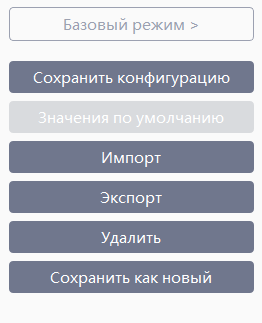 Базовый режим >
Сохранить конфигурацию
Значения по умолчанию
Импорт
Экспорт
Удалить
Сохранить как новый